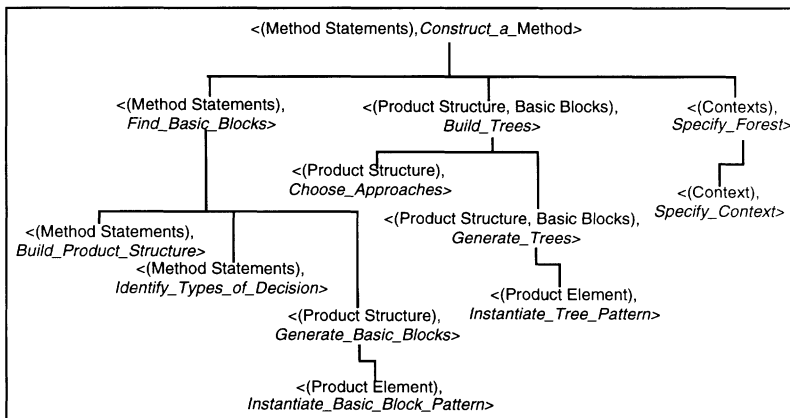 <(Method Statements),Construct_a_Method>
<(Method Statements),
Find_Basic_Blocks>
<(Product Structure, Basic Blocks),
Build_Trees>
<(Contexts),
Specify_Forest>
<(Product Structure),
Choose_Approaches>
<(Context),
Specify_Context>
<(Method Statements),
Build_Product_Structure>
<(Product Structure, Basic Blocks),
Generate_Trees>
<(Method Statements),
Identify_Types_of_Decision>
<(Product Element),
Instantiate_Tree_Pattern>
<(Product Structure),
Generate_Basic_Blocks>
<(Product Element),
Instantiate_Basic_Block_Pattern>